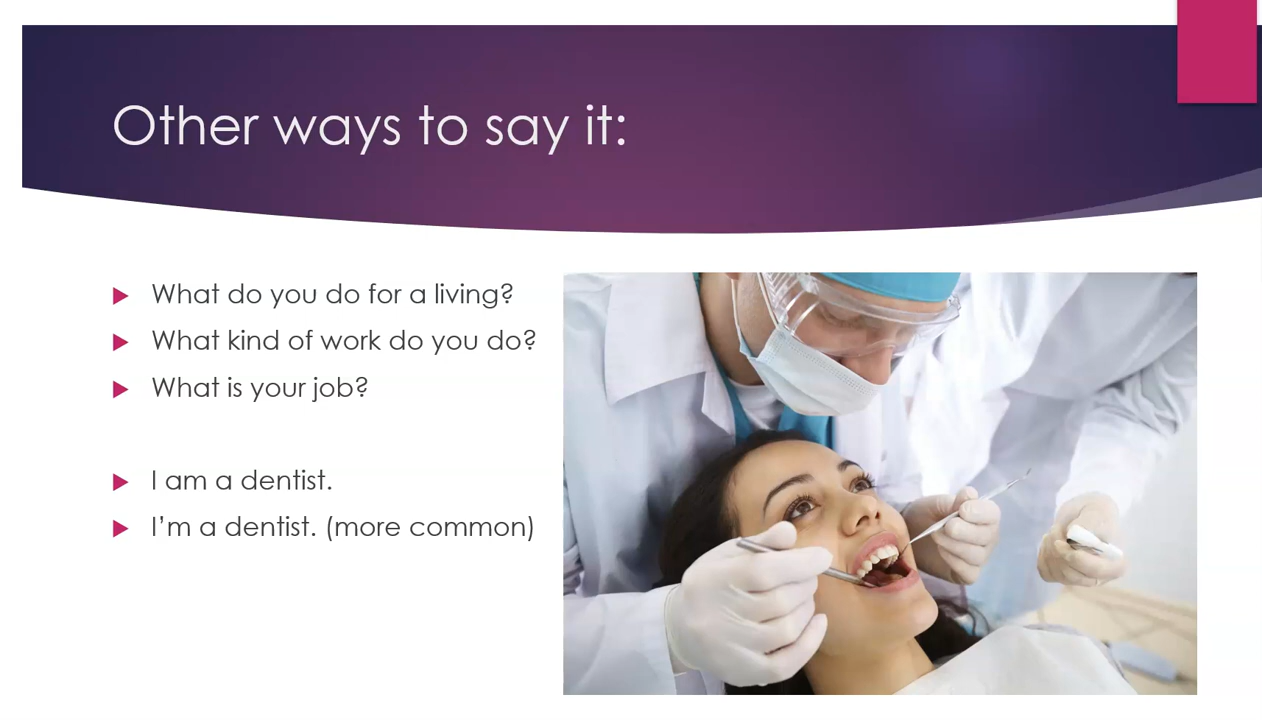 Other ways to say it:
What do you do for a living?
What kind of work do you do?
What is your job?
I am a dentist.
I’m a dentist. (more common)